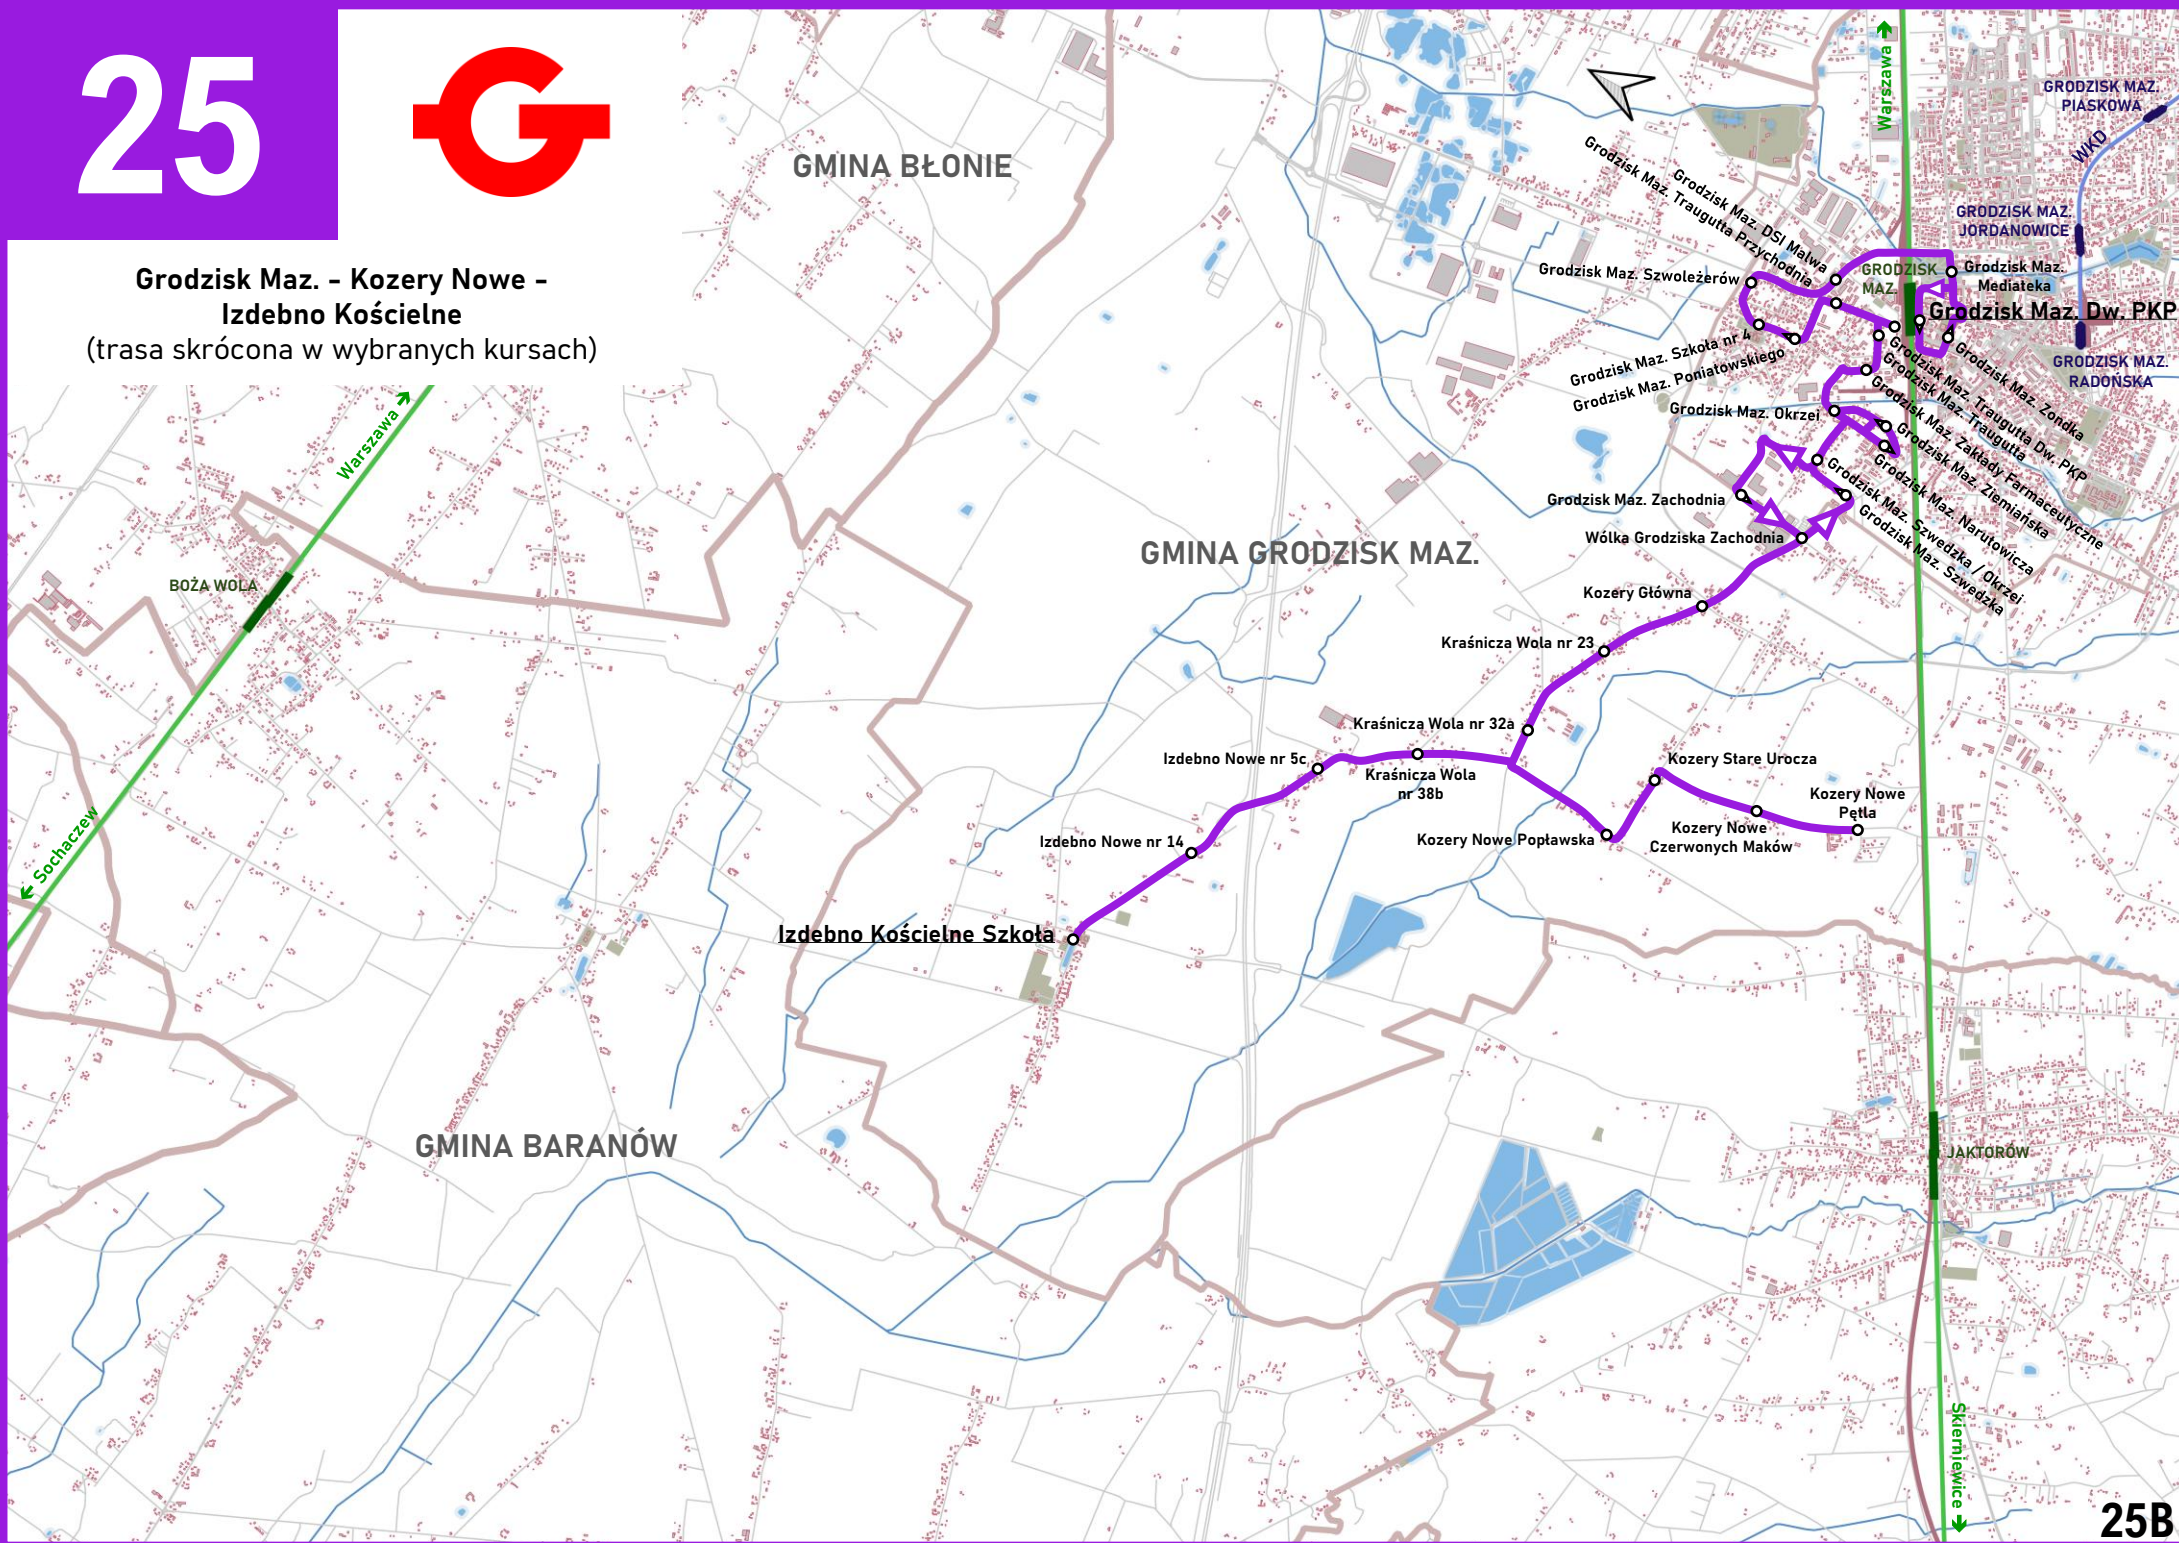 25
G
Grodzisk Maz. - Kozery Nowe -
Izdebno Kościelne
(trasa skrócona w wybranych kursach)
GMINA BŁONIE
Warszawa →
GRODZISK MAZ.
PIASKOWA
WKD
GRODZISK MAZ.
JORDANOWICE
GRODZISK MAZ.
RADOŃSKA
Grodzisk Maz. DSI Malwa
Grodzisk Maz. Traugutta Przychodnia
Grodzisk Maz. Szwoleżerów
GRODZISK
MAZ.
Grodzisk Maz.
Mediateka
Grodzisk Maz. Dw. PKP
Grodzisk Maz. Szkoła nr 4
Grodzisk Maz. Poniatowskiego
Grodzisk Maz. Okrzei
Grodzisk Maz. Zondka
Grodzisk Maz. Traugutta Dw. PKP
Grodzisk Maz. Traugutta
Grodzisk Maz. Zakłady Farmaceutyczne
Grodzisk Maz. Ziemiańska
Grodzisk Maz. Narutowicza
Grodzisk Maz. Szwedzka / Okrzei
Grodzisk Maz. Szwedzka
Grodzisk Maz. Zachodnia
Wólka Grodziska Zachodnia
GMINA GRODZISK MAZ.
Kozery Główna
Kraśnicza Wola nr 23
Kraśnicza Wola nr 32a
Kraśnicza Wola
nr 38b
Izdebno Nowe nr 5c
Izdebno Nowe nr 14
Izdebno Kościelne Szkoła
Kozery Stare Urocza
Kozery Nowe
Pętla
Kozery Nowe
Czerwonych Maków
Kozery Nowe Popławska
Warszawa →
BOŻA WOLA
← Sochaczew
GMINA BARANÓW
JAKTORÓW
Skierniewice →
25B